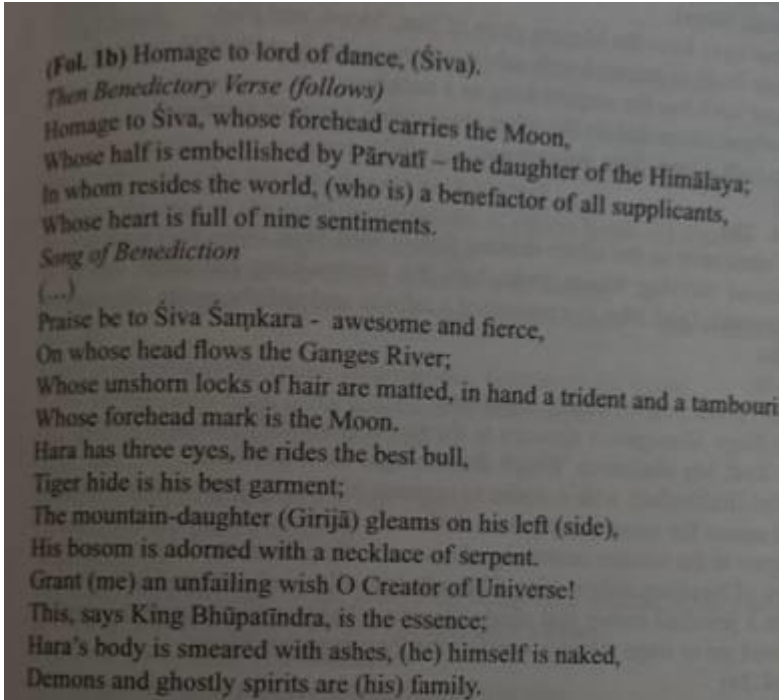 (Fol. 1b) Homage to lord of dance, (Śiva).
Then Benedictory Verse (follows)
Homage to Śiva, whose forehead carries the Moon,
Whose half is embellished by Pārvatī – the daughter of the Himālaya;
In whom resides the world, (who is) a benefactor of all supplicants,
Whose heart is full of nine sentiments.
Song of Benediction
(...)
Praise be to Śiva Śaṃkara - awesome and fierce,
On whose head flows the Ganges River;
Whose unshorn locks of hair are matted, in hand a trident and a tambouri
Whose forehead mark is the Moon.
Hara has three eyes, he rides the best bull,
Tiger hide is his best garment;
The mountain-daughter (Girijā) gleams on his left (side),
His bosom is adorned with a necklace of serpent.
Grant (me) an unfailing wish O Creator of Universe!
This, says King Bhūpatīndra, is the essence;
Hara's body is smeared with ashes, (he) himself is naked,
Demons and ghostly spirits are (his) family.